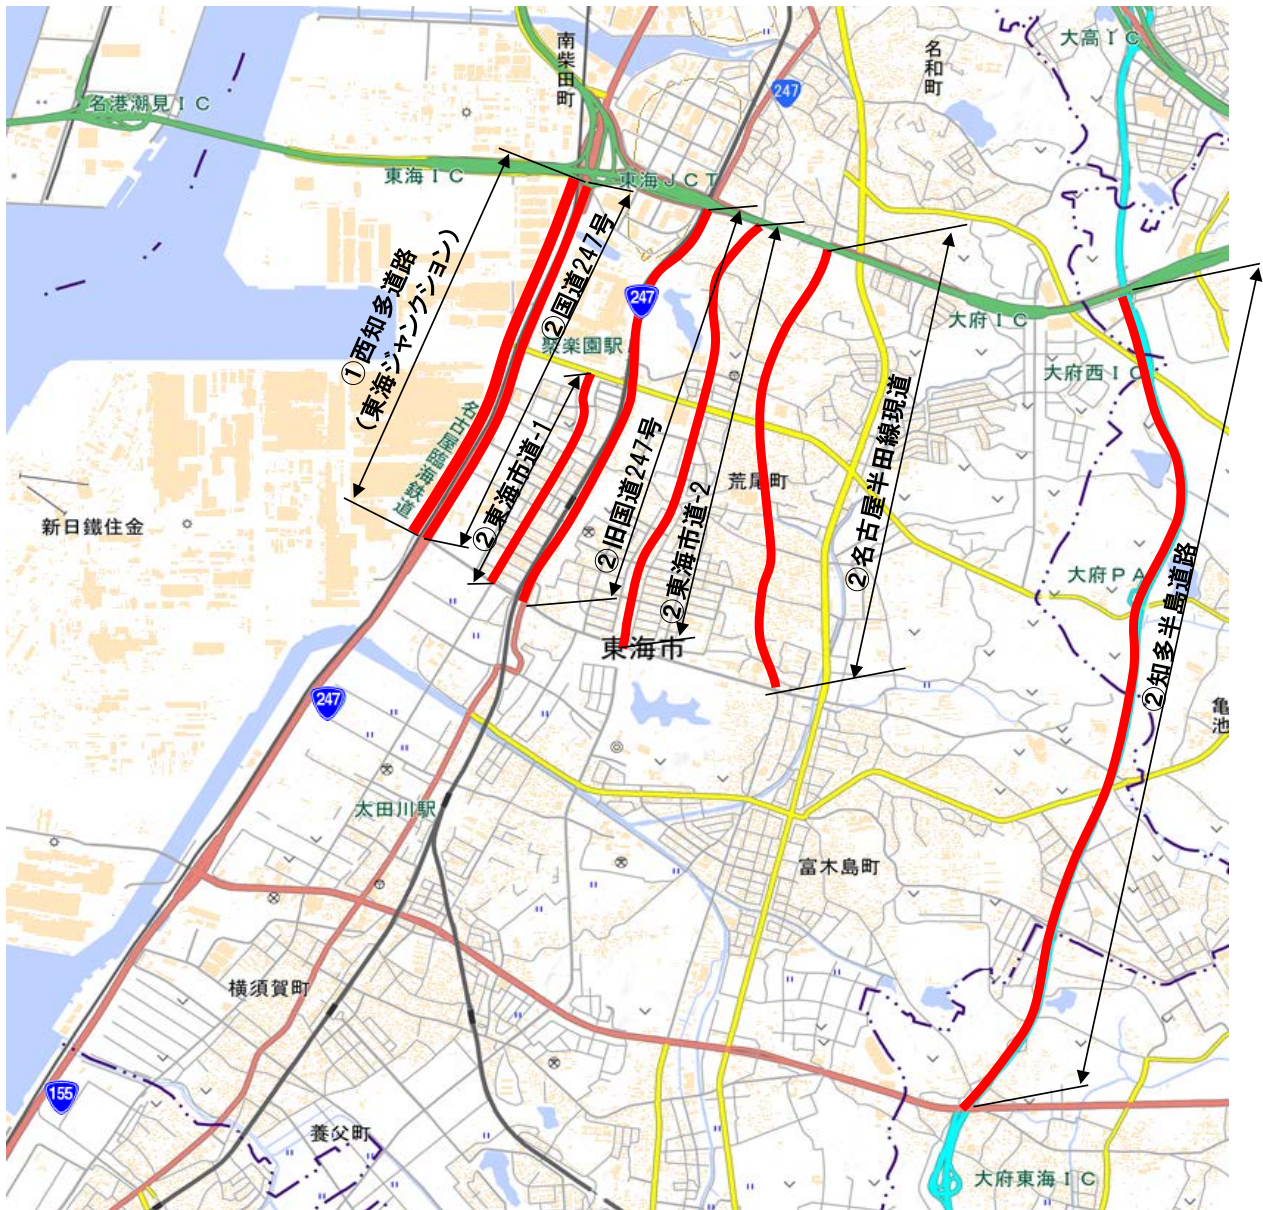 大高ＩＣ
南柴田町
名和町
247
名港潮見ＩＣ
東海ＩＣ
東海ＪＣＴ
①西知多道路
（東海ジャンクション）
②国道247号
247
大府ＩＣ
聚楽園駅
大府西ＩＣ
名古屋臨海鉄道
②東海市道-1
②旧国道247号
②東海市道-2
荒尾町
②名古屋半田線現道
新日鐵住金
大府ＰＡ
②知多半島道路
東海市
247
亀池
太田川駅
富木島町
横須賀町
155
養父町
大府東海ＩＣ